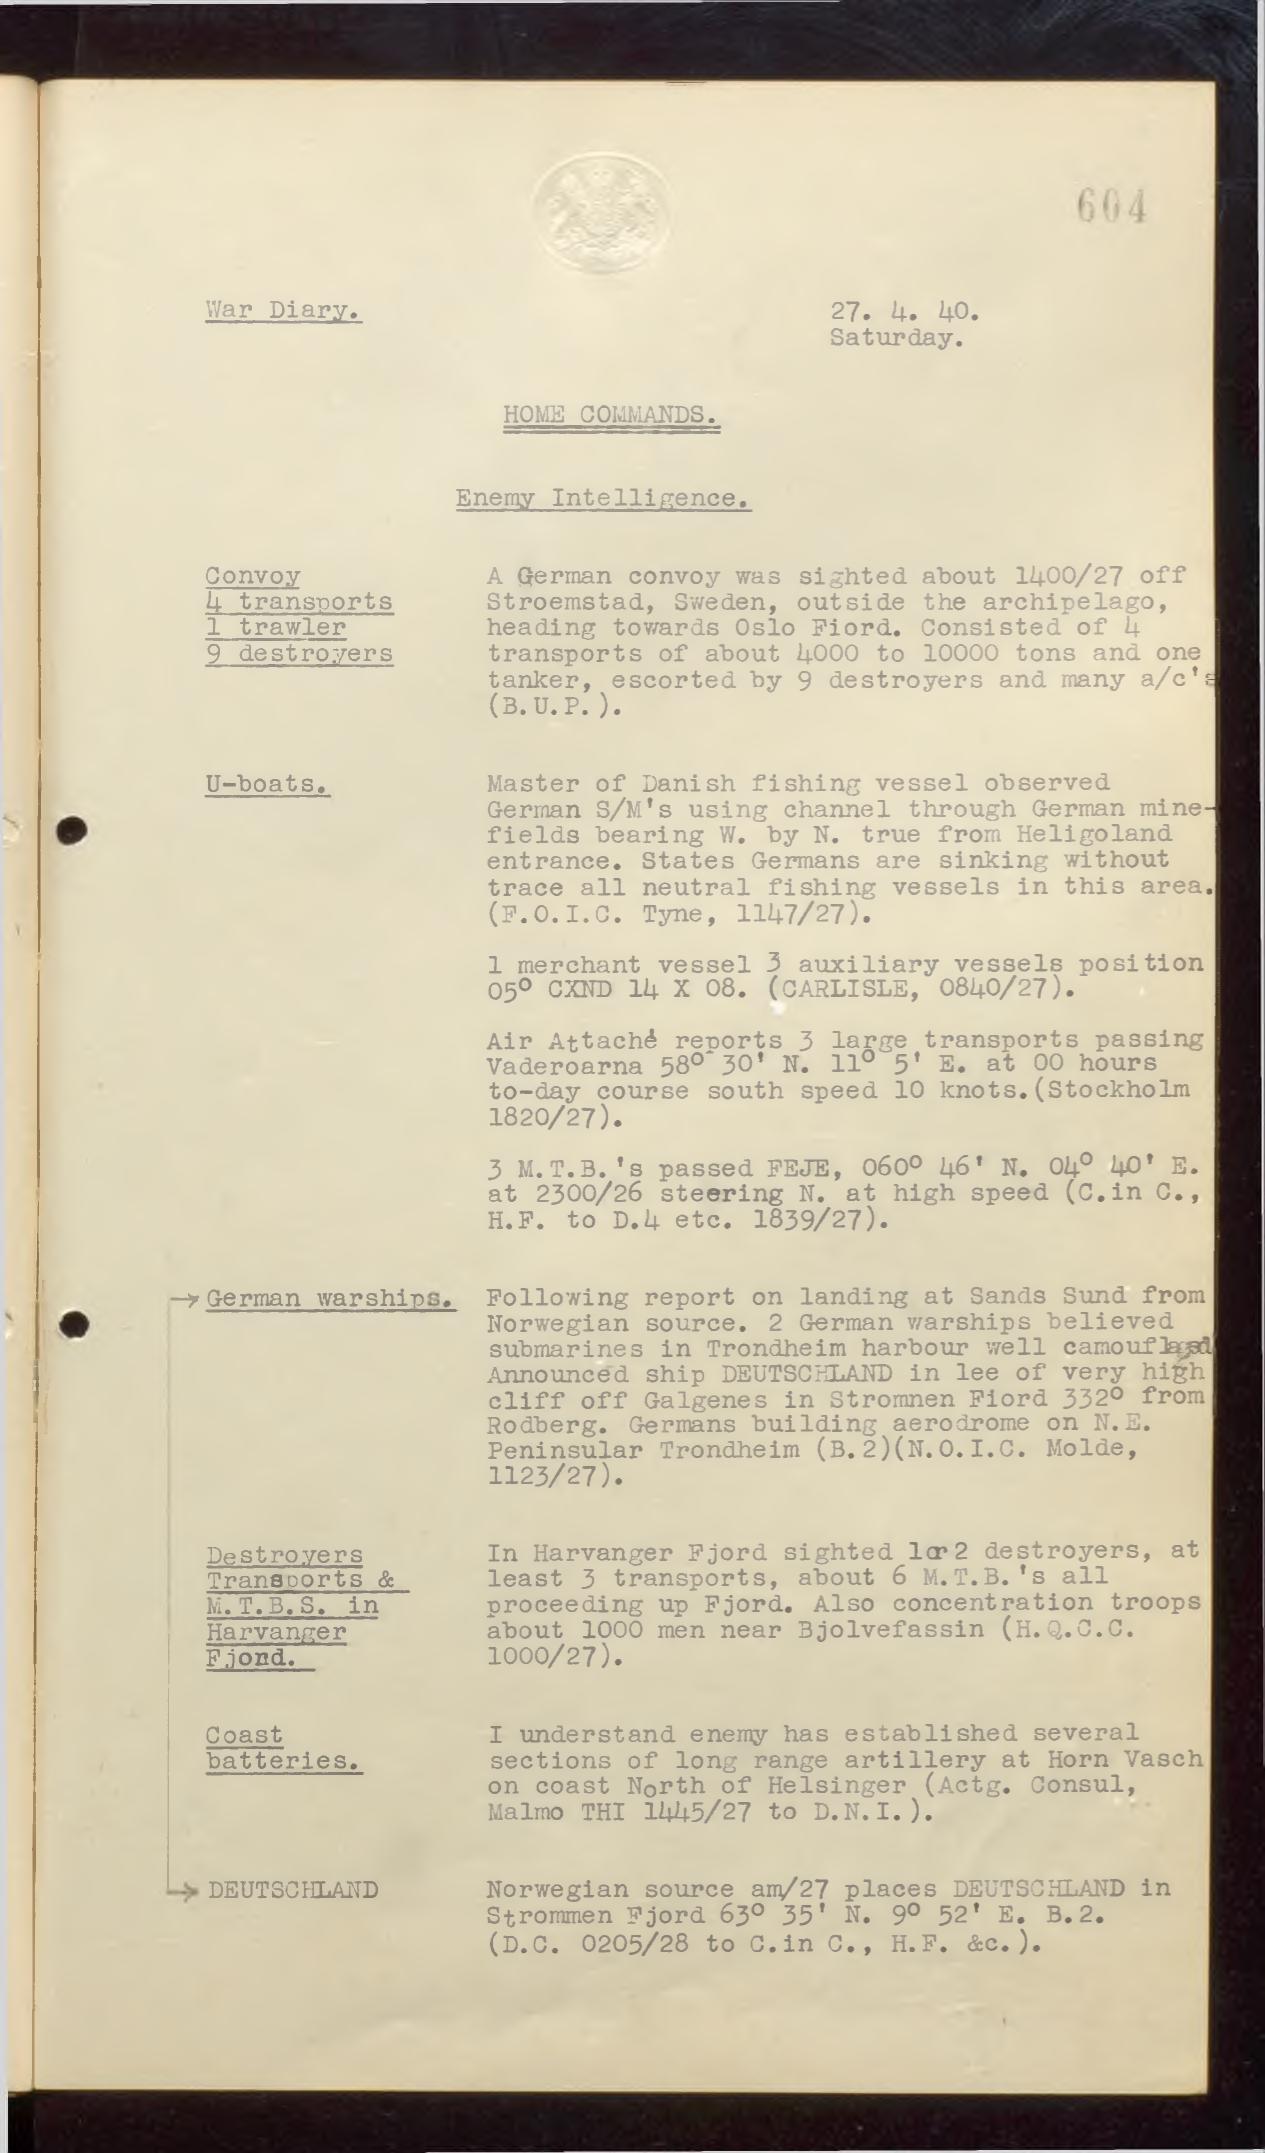 604
War Diary.
27. 4. 40.
Saturday.
HOME COMMANDS.
Enemy Intelligence.
Convoy
4 transports
1 trawler
9 destroyers
A German convoy was sighted about 1400/27 off
Stroemstad, Sweden, outside the archipelago,
heading towards Oslo Fiord. Consisted of 4
transports of about 4000 to 10000 tons and one
tanker, escorted by 9 destroyers and many a/c's
(B.U.P.).
U-boats.
Master of Danish fishing vessel observed
German S/M's using channel through German mine-
fields bearing W. by N. true from Heligoland
entrance. States Germans are sinking without
trace all neutral fishing vessels in this area.
(F.O.I.C. Tyne, 1147/27).
1 merchant vessel 3 auxiliary vessels position
05° CXND 14 X 08. (CARLISLE, 0840/27).
Air Attaché reports 3 large transports passing
Vaderoarna 58° 30' N. 11° 5' E. at 00 hours
to-day course south speed 10 knots.(Stockholm
1820/27).
3 M.T.B.'s passed FEJE, 060° 46' N. 04° 40' E.
at 2300/26 steering N. at high speed (C.in C.,
H.F. to D.4 etc. 1839/27).
→ German warships.
Following report on landing at Sands Sund from
Norwegian source. 2 German warships believed
submarines in Trondheim harbour well camouflaged
Announced ship DEUTSCHLAND in lee of very high
cliff off Galgenes in Stromnen Fiord 332° from
Rodberg. Germans building aerodrome on N.E.
Peninsular Trondheim (B.2)(N.O.I.C. Molde,
1123/27).
Destroyers
Transports &
M.T.B.S. in
Harvanger
Fjord.
In Harvanger Fjord sighted 1 or 2 destroyers, at
least 3 transports, about 6 M.T.B.'s all
proceeding up Fjord. Also concentration troops
about 1000 men near Bjolvefassin (H.Q.C.C.
1000/27).
Coast
batteries.
I understand enemy has established several
sections of long range artillery at Horn Vasch
on coast North of Helsinger (Actg. Consul,
Malmo THI 1445/27 to D.N.I.).
→ DEUTSCHLAND
Norwegian source am/27 places DEUTSCHLAND in
Strommen Fjord 63° 35' N. 9° 52' E. B.2.
(D.C. 0205/28 to C.in C., H.F. &c.).